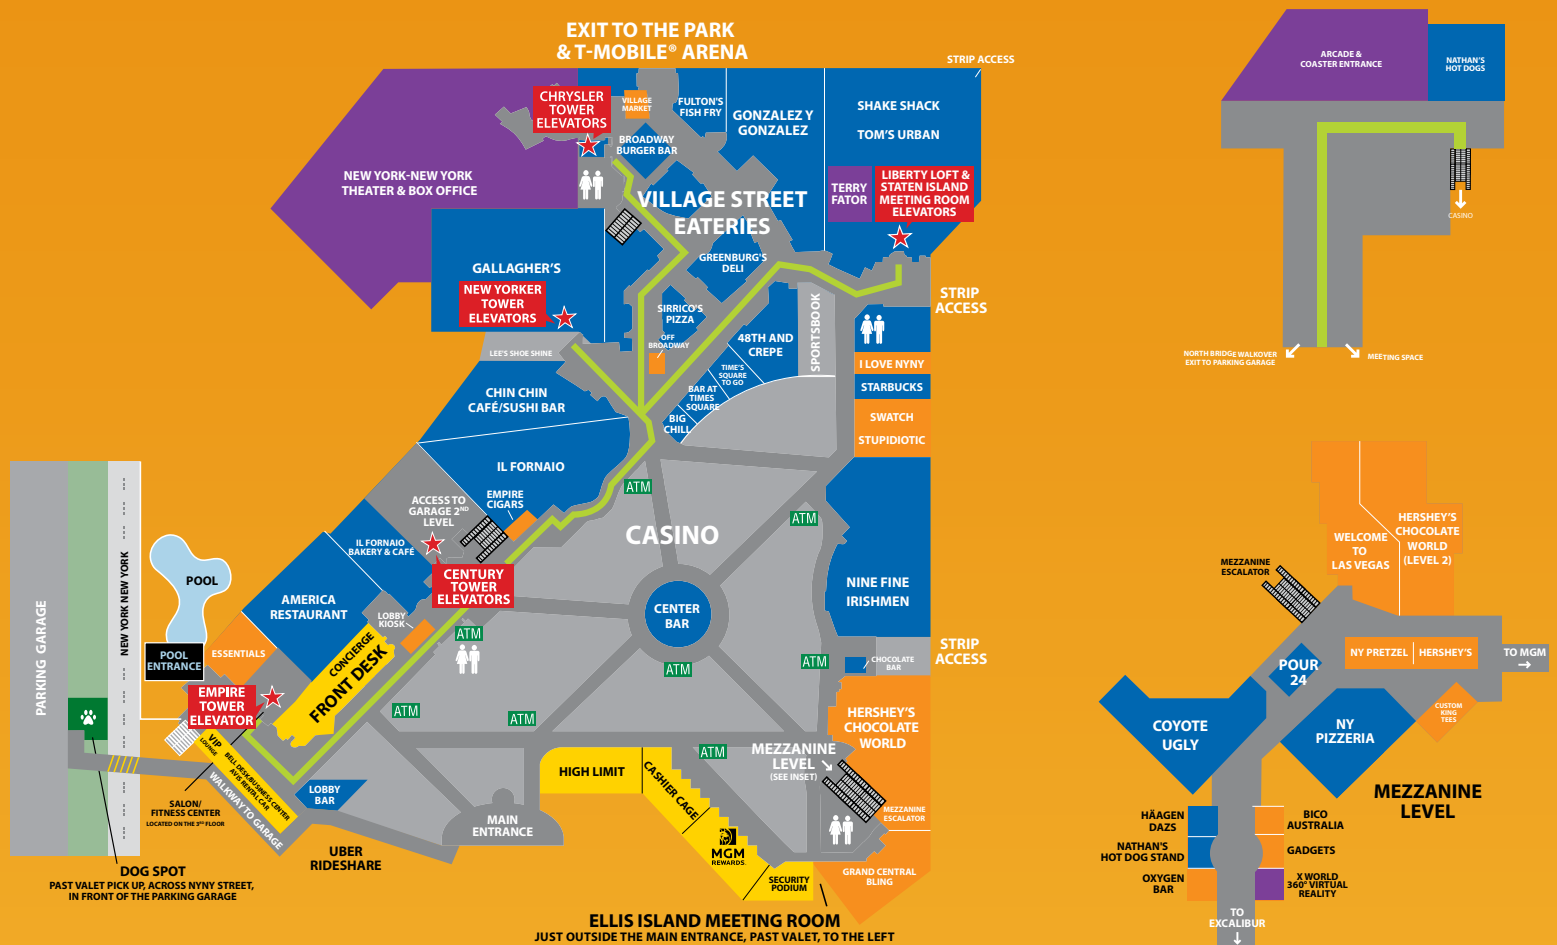 EXIT TO THE PARK
& T-MOBILE® ARENA
STRIP ACCESS
CHRYSLER
TOWER
ELEVATORS
VILLAGE
MARKET
FULTON'S
FISH FRY
GONZALEZ Y
GONZALEZ
SHAKE SHACK
TOM'S URBAN
BROADWAY
BURGER BAR
NEW YORK-NEW YORK
THEATER & BOX OFFICE
VILLAGE STREET
EATERIES
TERRY
FATOR
LIBERTY LOFT &
STATEN ISLAND
MEETING ROOM
ELEVATORS
GALLAGHER'S
GREENBURG'S
DELI
NEW YORKER
TOWER
ELEVATORS
SIRRICO'S
PIZZA
STRIP
ACCESS
SPORTSBOOK
OFF
BROADWAY
48TH AND
CREPE
LEE'S SHOE SHINE
I LOVE NYNY
TIME'S
SQUARE
TO GO
STARBUCKS
BAR AT
TIMES
SQUARE
CHIN CHIN
CAFÉ/SUSHI BAR
BIG
CHILL
SWATCH
STUPIDIOTIC
IL FORNAIO
ATM
ACCESS TO
GARAGE 2ND
LEVEL
EMPIRE
CIGARS
ATM
CASINO
IL FORNAIO
BAKERY & CAFÉ
CENTURY
TOWER
ELEVATORS
NINE FINE
IRISHMEN
POOL
AMERICA
RESTAURANT
CENTER
BAR
LOBBY
KIOSK
ATM
PARKING GARAGE
NEW YORK NEW YORK
POOL
ENTRANCE
ESSENTIALS
CONCIERGE
FRONT DESK
STRIP
ACCESS
ATM
ATM
CHOCOLATE
BAR
EMPIRE
TOWER
ELEVATOR
ATM
ATM
HERSHEY'S
CHOCOLATE
WORLD
VIP
LOUNGE
BELL DESK/BUSINESS CENTER
AVIS RENTAL CAR
WALKWAY TO GARAGE
ATM
MEZZANINE
LEVEL
(SEE INSET)
HIGH LIMIT
CASHIER CAGE
LOBBY
BAR
SALON/
FITNESS CENTER
LOCATED ON THE 3RD FLOOR
MAIN
ENTRANCE
MEZZANINE
ESCALATOR
UBER
RIDESHARE
MGM
REWARDS
SECURITY
PODIUM
GRAND CENTRAL
BLING
DOG SPOT
PAST VALET PICK UP, ACROSS NYNY STREET,
IN FRONT OF THE PARKING GARAGE
ELLIS ISLAND MEETING ROOM
JUST OUTSIDE THE MAIN ENTRANCE, PAST VALET, TO THE LEFT
ARCADE &
COASTER ENTRANCE
NATHAN'S
HOT DOGS
CASINO
NORTH BRIDGE WALKOVER
EXIT TO PARKING GARAGE
MEETING SPACE
WELCOME
TO
LAS VEGAS
HERSHEY'S
CHOCOLATE
WORLD
(LEVEL 2)
MEZZANINE
ESCALATOR
NY PRETZEL
HERSHEY'S
TO MGM
POUR
24
COYOTE
UGLY
NY
PIZZERIA
CUSTOM
KING
TEES
MEZZANINE
LEVEL
HÄAGEN
DAZS
BICO
AUSTRALIA
NATHAN'S
HOT DOG STAND
GADGETS
OXYGEN
BAR
X WORLD
360° VIRTUAL
REALITY
TO
EXCALIBUR